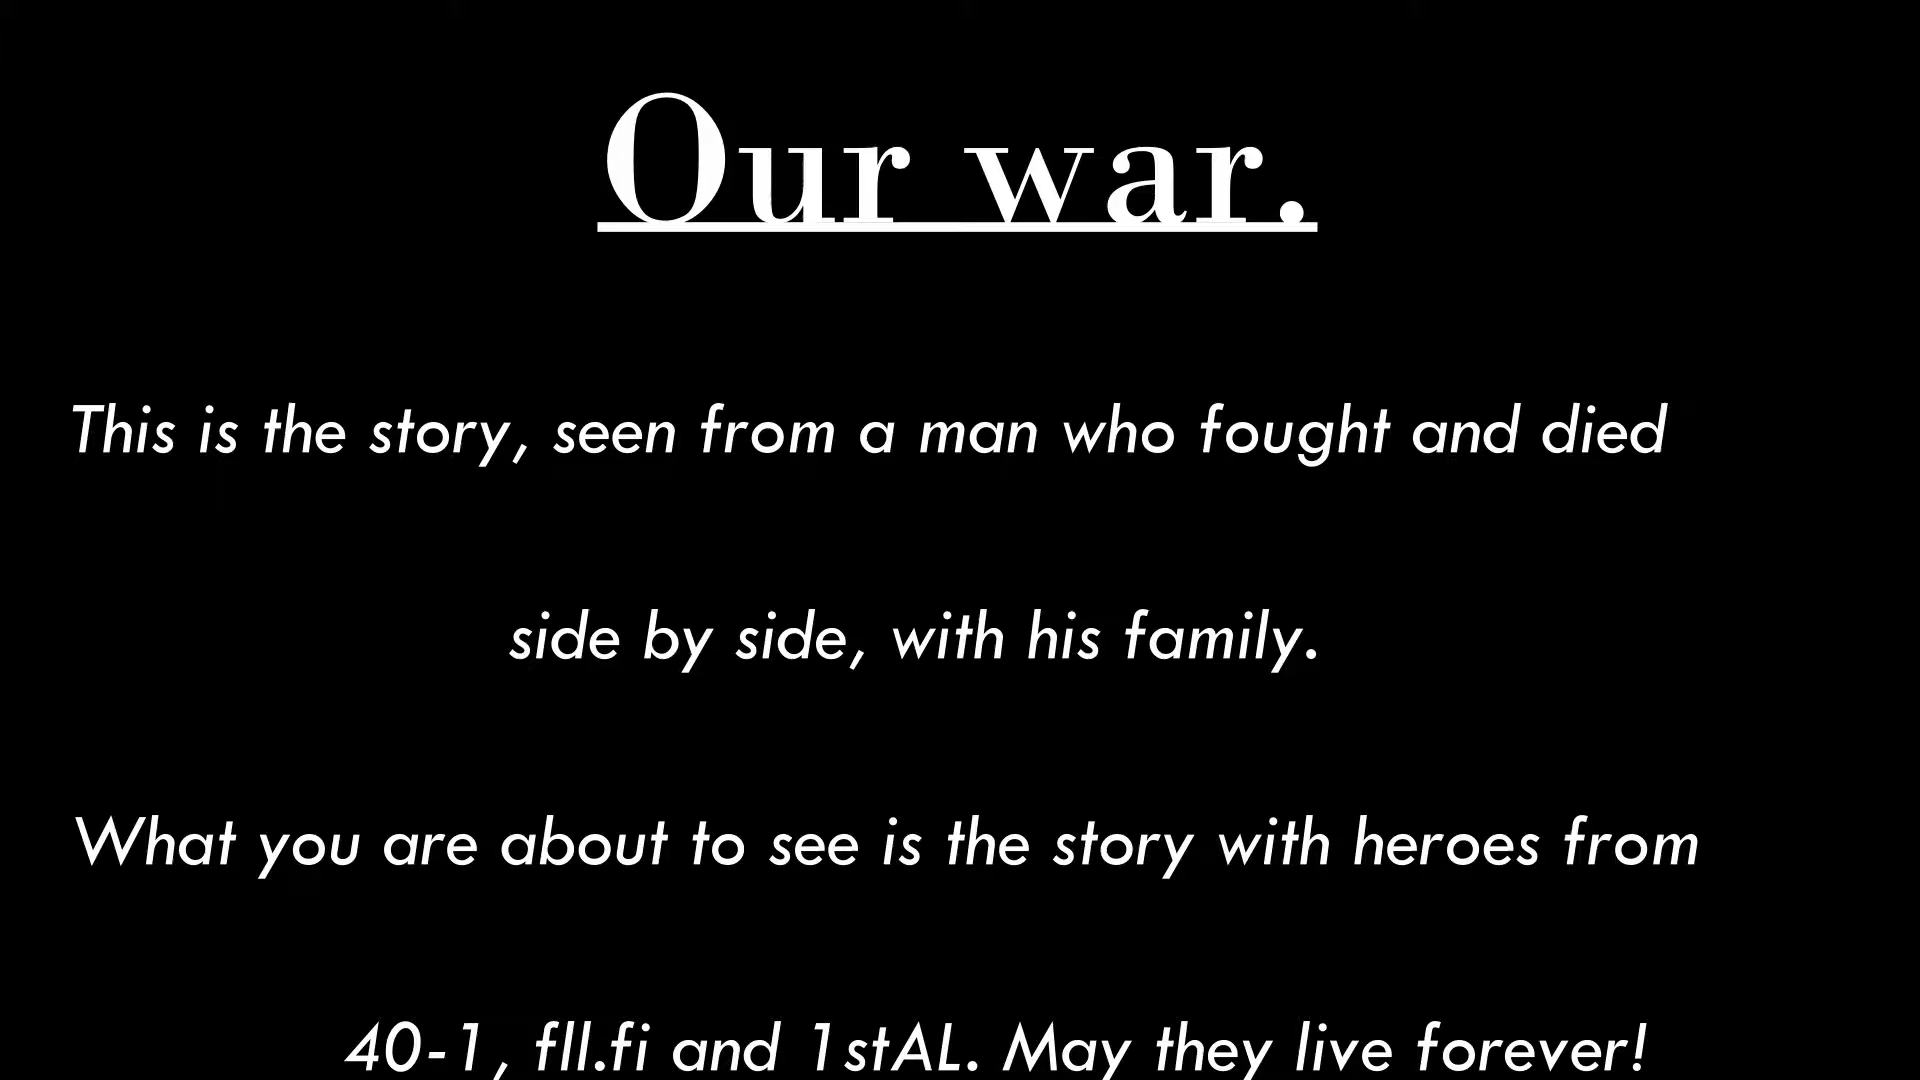 Our war.
This is the story, seen from a man who fought and died
side by side, with his family.
What you are about to see is the story with heroes from
40-1, fll.fi and 1stAL. May they live forever!